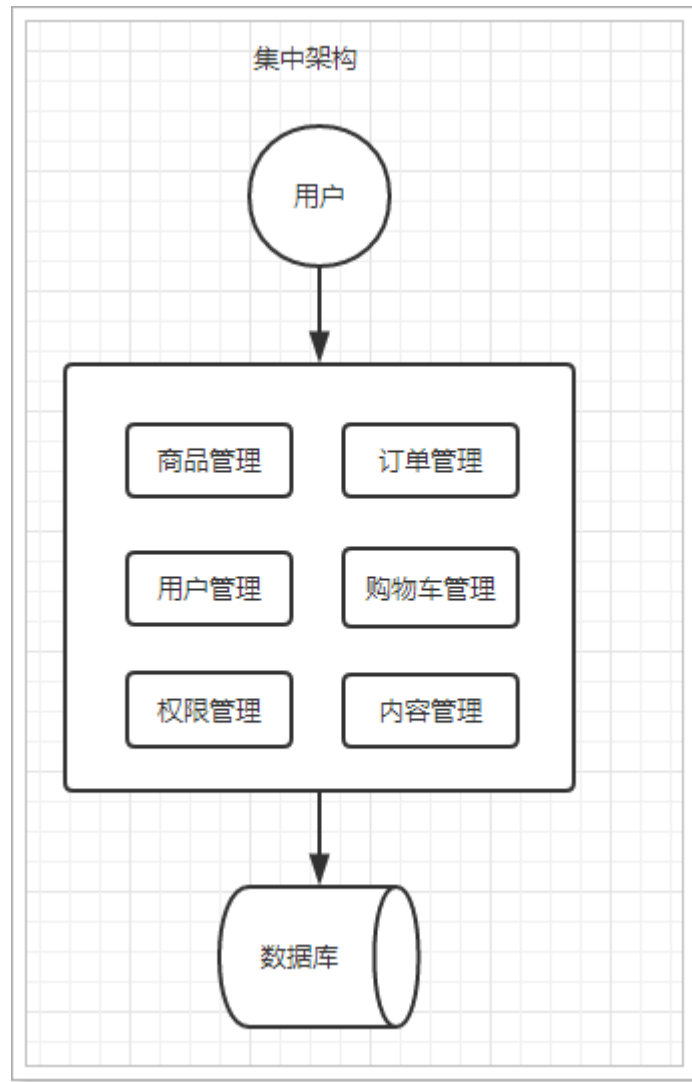 集中架构
用户
商品管理
订单管理
用户管理
购物车管理
权限管理
内容管理
数据库